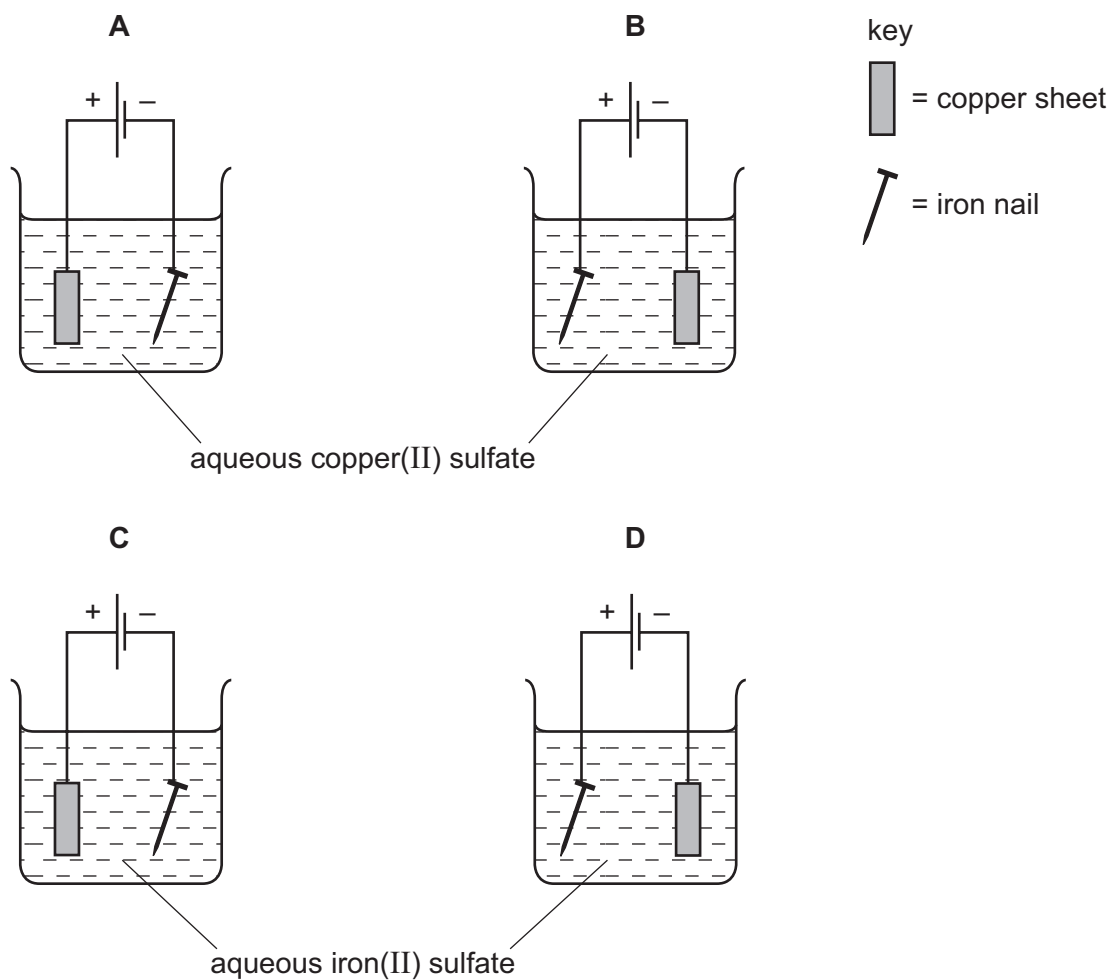 A
B
key
+ –
+ –
= copper sheet
= iron nail
aqueous copper(II) sulfate
C
D
+ –
+ –
aqueous iron(II) sulfate